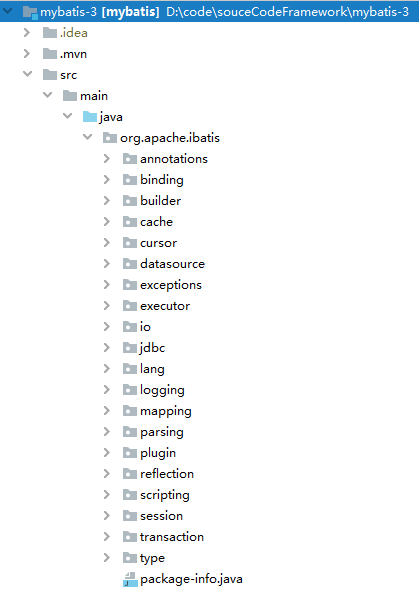 mybatis-3 [mybatis] D:\code\souceCodeFramework\mybatis-3
.idea
.mvn
src
main
java
org.apache.ibatis
annotations
binding
builder
cache
cursor
datasource
exceptions
executor
io
jdbc
lang
logging
mapping
parsing
plugin
reflection
scripting
session
transaction
type
package-info.java